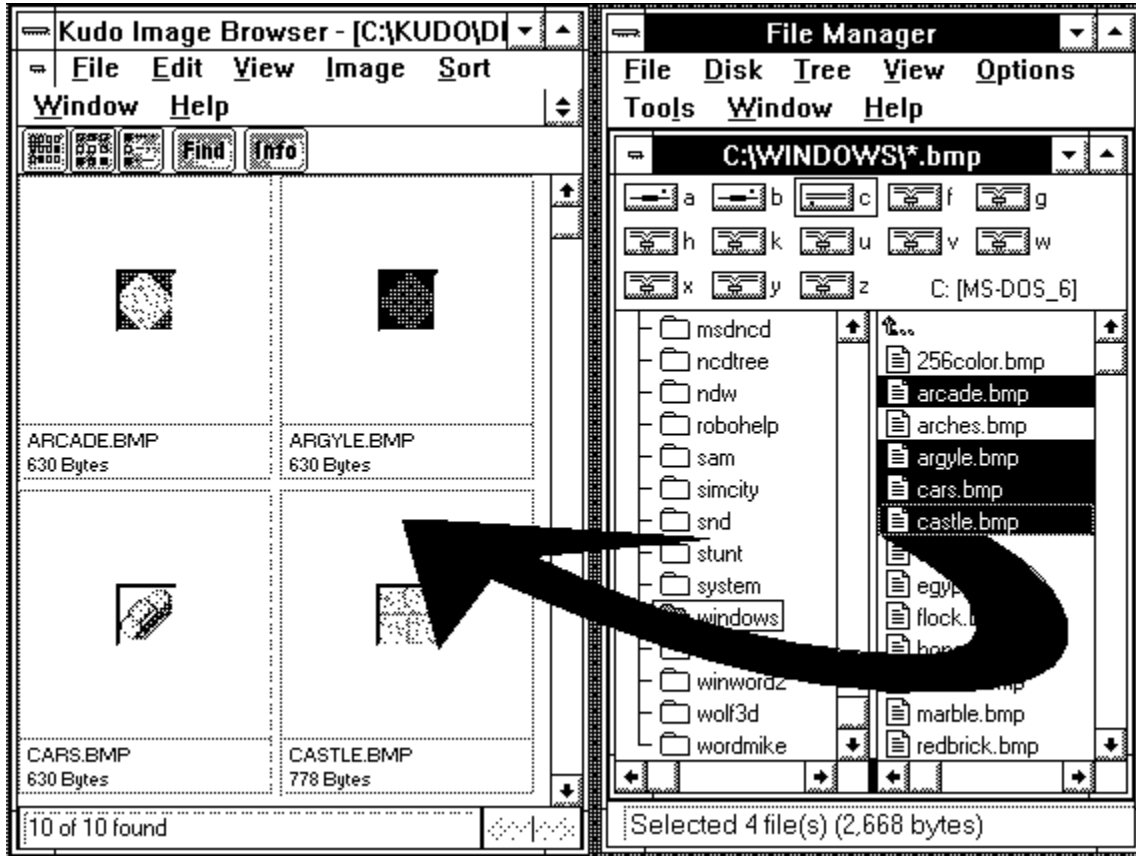 Kudo Image Browser - [C:\KUDO\DI
File Edit View Image Sort
Window Help
Find Info
ARCADE.BMP
630 Bytes
ARGYLE.BMP
630 Bytes
CARS.BMP
630 Bytes
CASTLE.BMP
778 Bytes
10 of 10 found
File Manager
File Disk Tree View Options
Tools Window Help
C:\WINDOWS\*.bmp
a b c f g
h k u v w
x y z C: [MS-DOS_6]
msdncd
ncdtree
ndw
robohelp
sam
simcity
snd
stunt
system
windows
winword2
wolf3d
wordmike
..
256color.bmp
arcade.bmp
arches.bmp
argyle.bmp
cars.bmp
castle.bmp
flock.
marble.bmp
redbrick.bmp
Selected 4 file(s) (2,668 bytes)